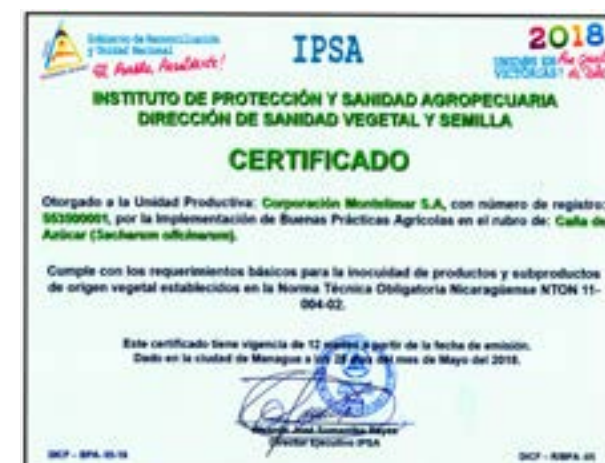 Gobierno de Reconciliación
y Unidad Nacional
El Pueblo, Presidente!
IPSA
2018
UNIDAD EN
VICTORIAS!
INSTITUTO DE PROTECCIÓN Y SANIDAD AGROPECUARIA
DIRECCIÓN DE SANIDAD VEGETAL Y SEMILLA
CERTIFICADO
Otorgado a la Unidad Productiva: Corporación Montelimar S.A, con número de registro:
por la Implementación de Buenas Prácticas Agrícolas en el rubro de: Caña de
Azúcar
Cumple con los requerimientos básicos para la inocuidad de productos y subproductos
de origen vegetal establecidos en la Norma Técnica Obligatoria Nicaragüense NTON 11-
004-02.
Este certificado tiene vigencia de 12 meses a partir de la fecha de emisión.
Dado en la ciudad de Managua a los días del mes de Mayo del 2018.
Director Ejecutivo IPSA